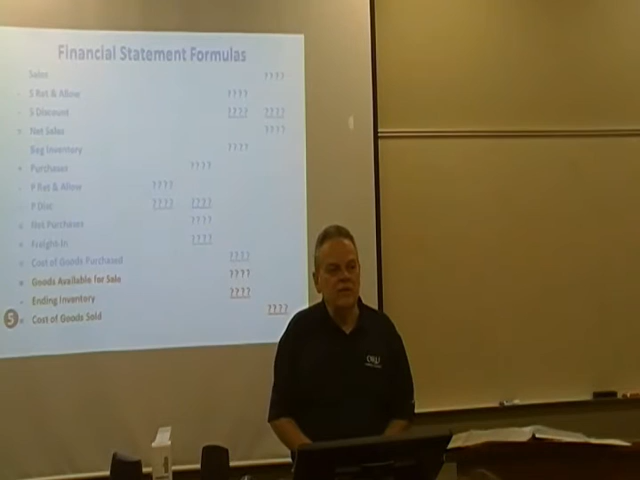 Financial Statement Formulas
Sales ????
- S Ret & Allow ????
- S Discount ???? ????
= Net Sales ????
Beg Inventory ????
+ Purchases ????
- P Ret & Allow ????
- P Disc ???? ????
= Net Purchases ????
+ Freight In ????
= Cost of Goods Purchased ????
= Goods Available for Sale ????
- Ending Inventory ????
5 = Cost of Goods Sold ????